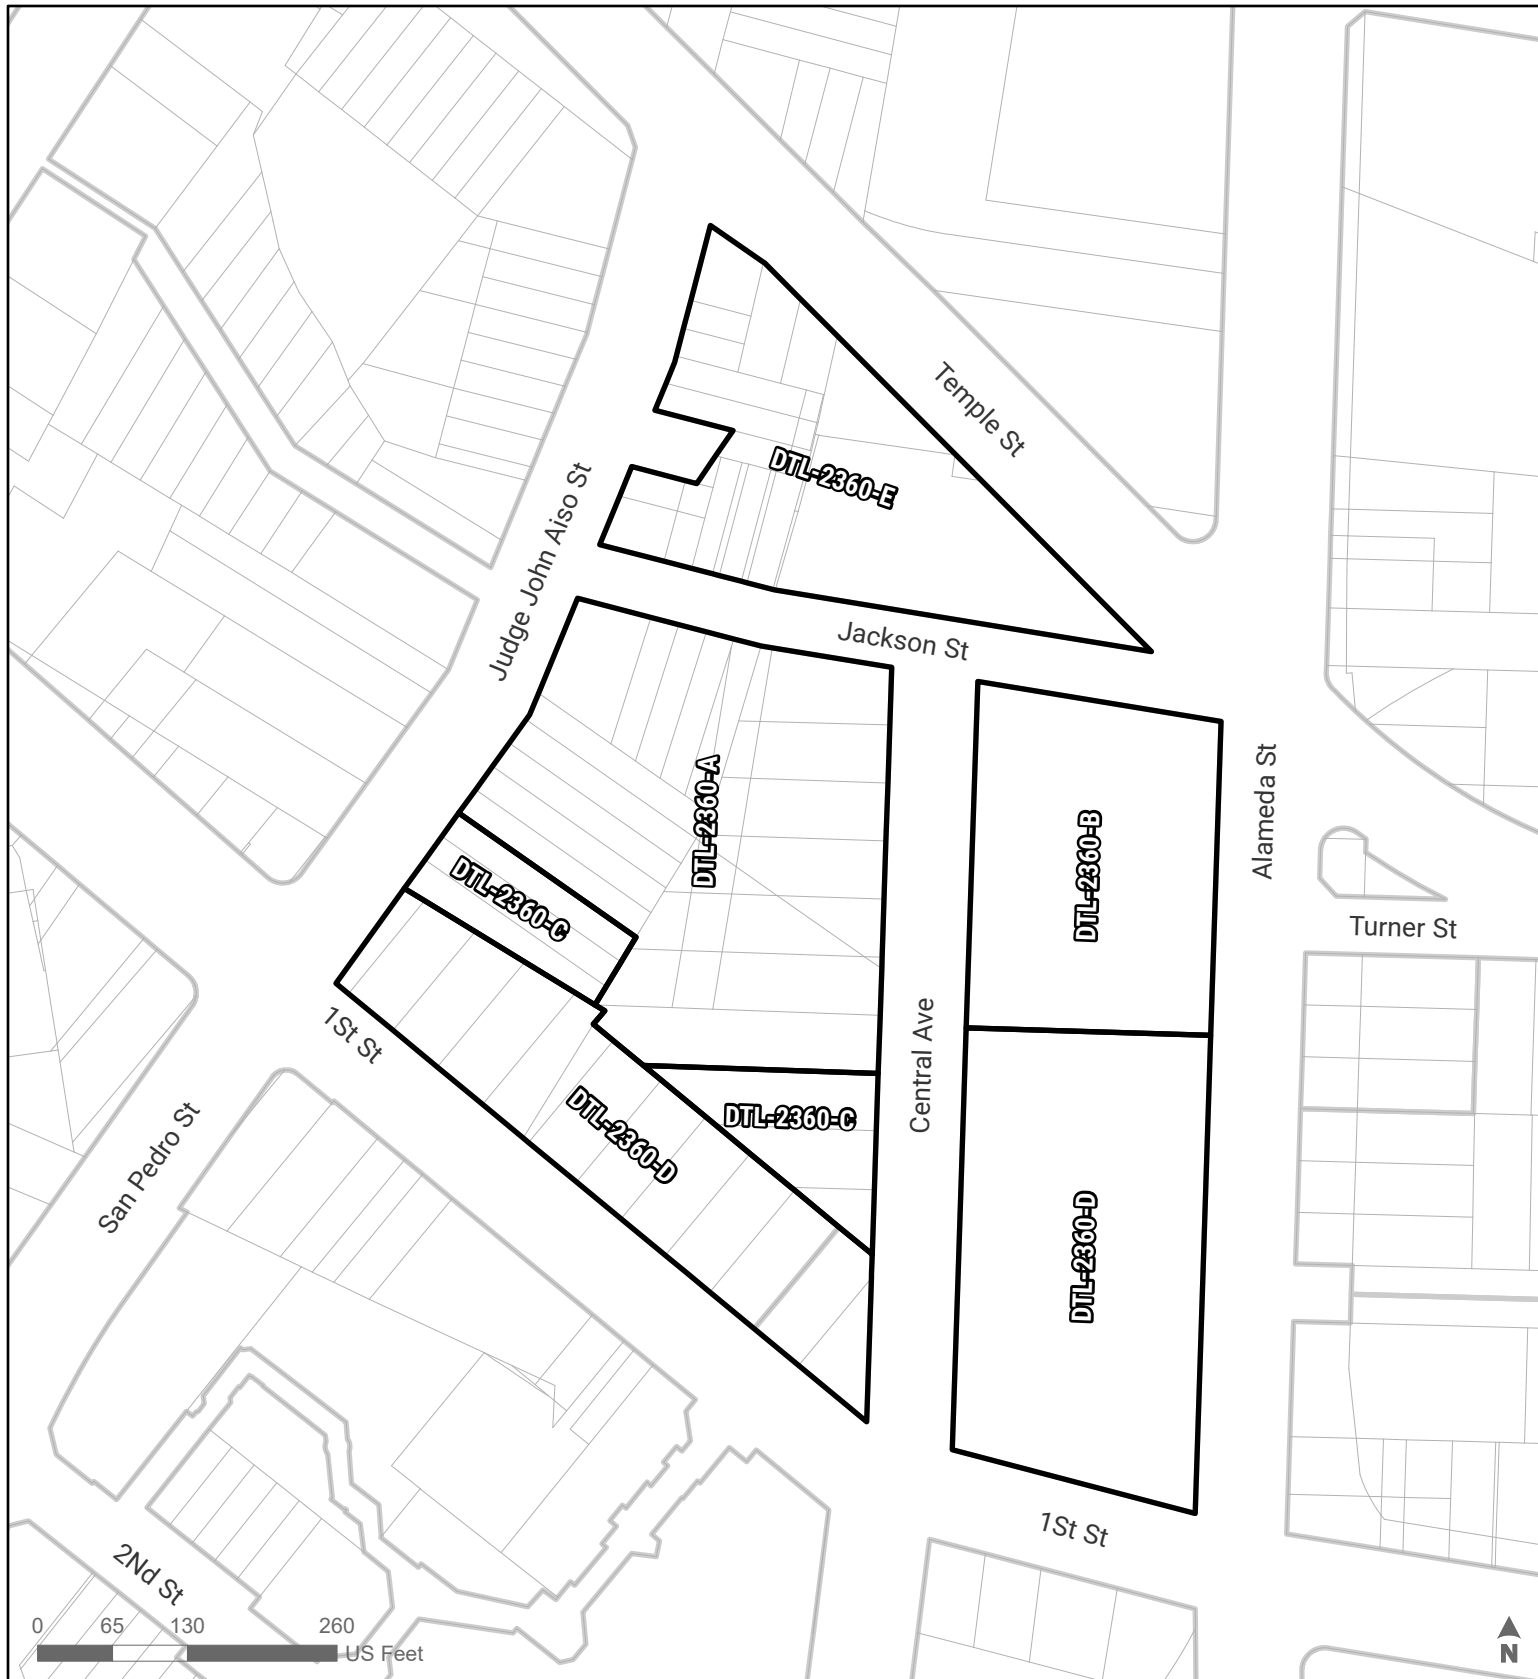 Temple St
DTL-2360-E
Judge John Aiso St
Jackson St
DTL-2360-A
DTL-2360-B
Alameda St
DTL-2360-C
Turner St
1St St
Central Ave
DTL-2360-C
DTL-2360-D
San Pedro St
DTL-2360-D
1St St
2Nd St
0 65 130 260
US Feet
N